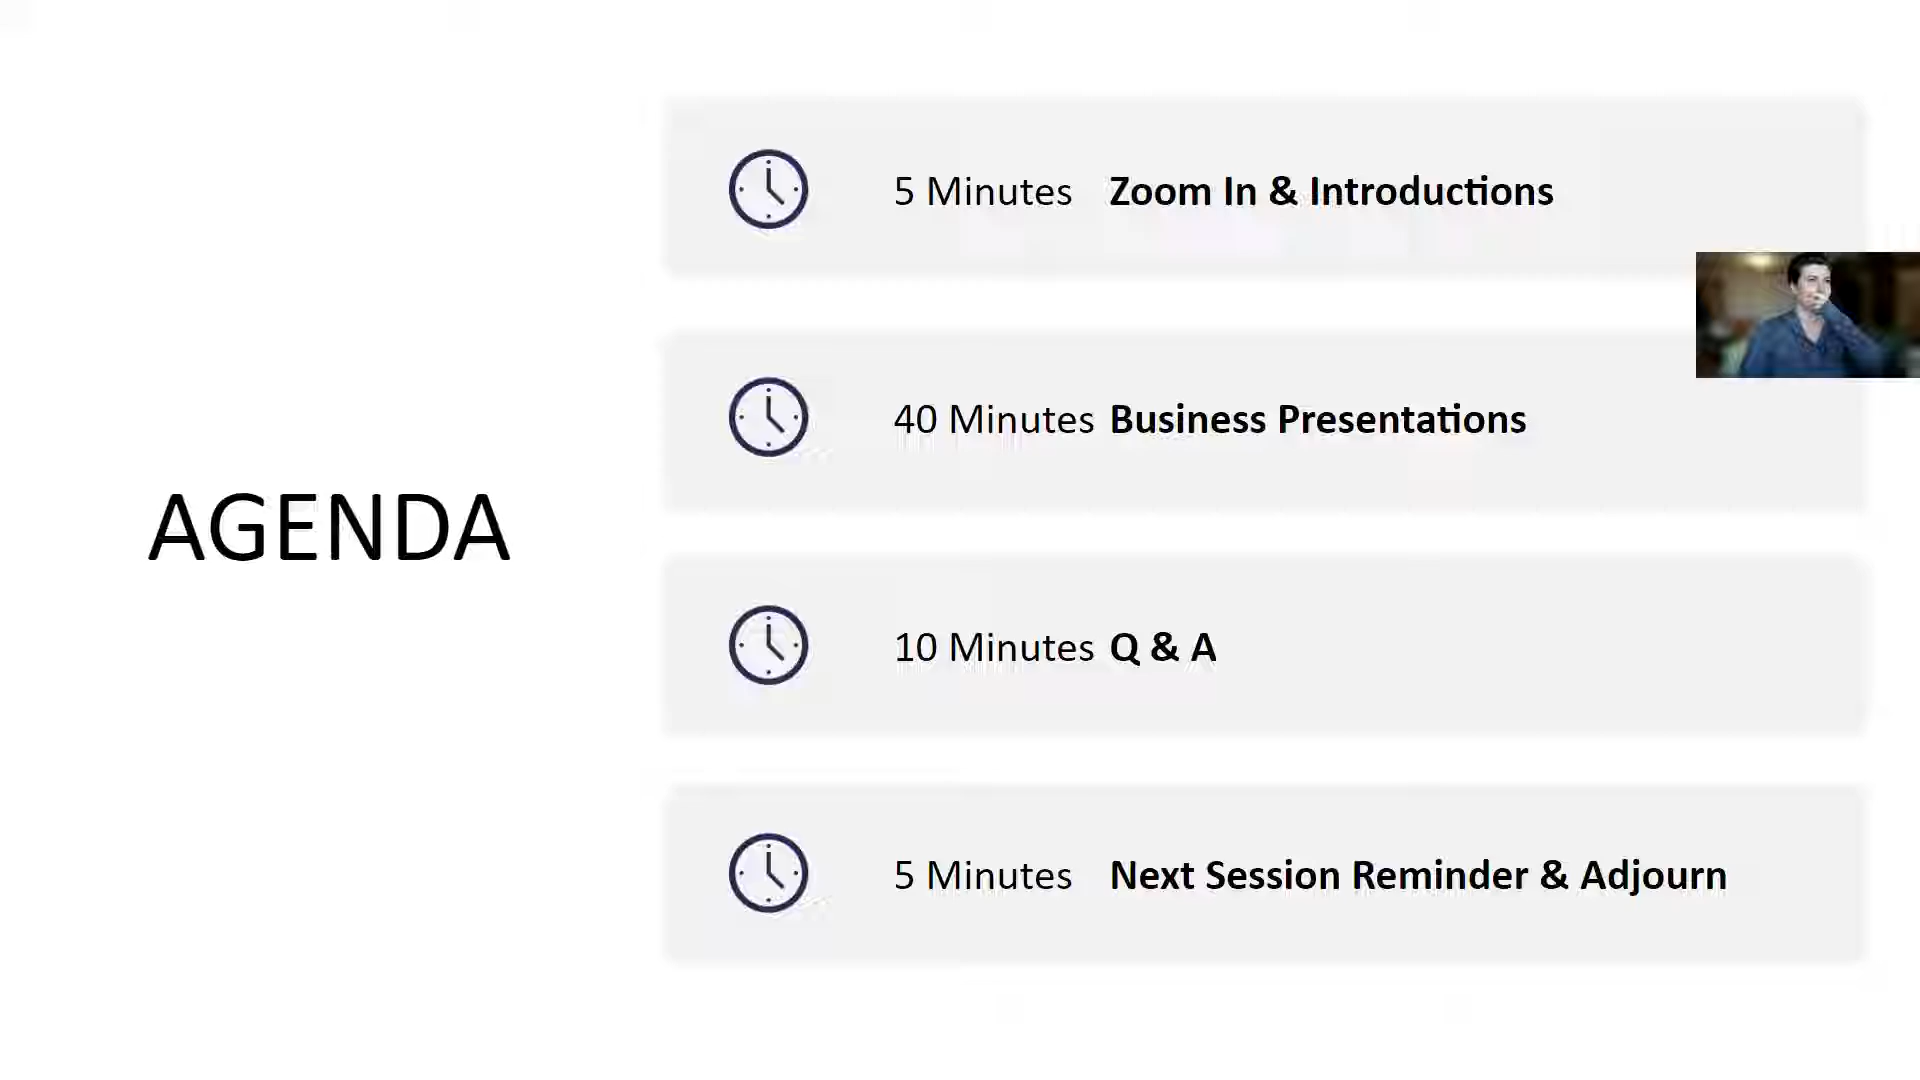 AGENDA
5 Minutes Zoom In & Introductions
40 Minutes Business Presentations
10 Minutes Q & A
5 Minutes Next Session Reminder & Adjourn